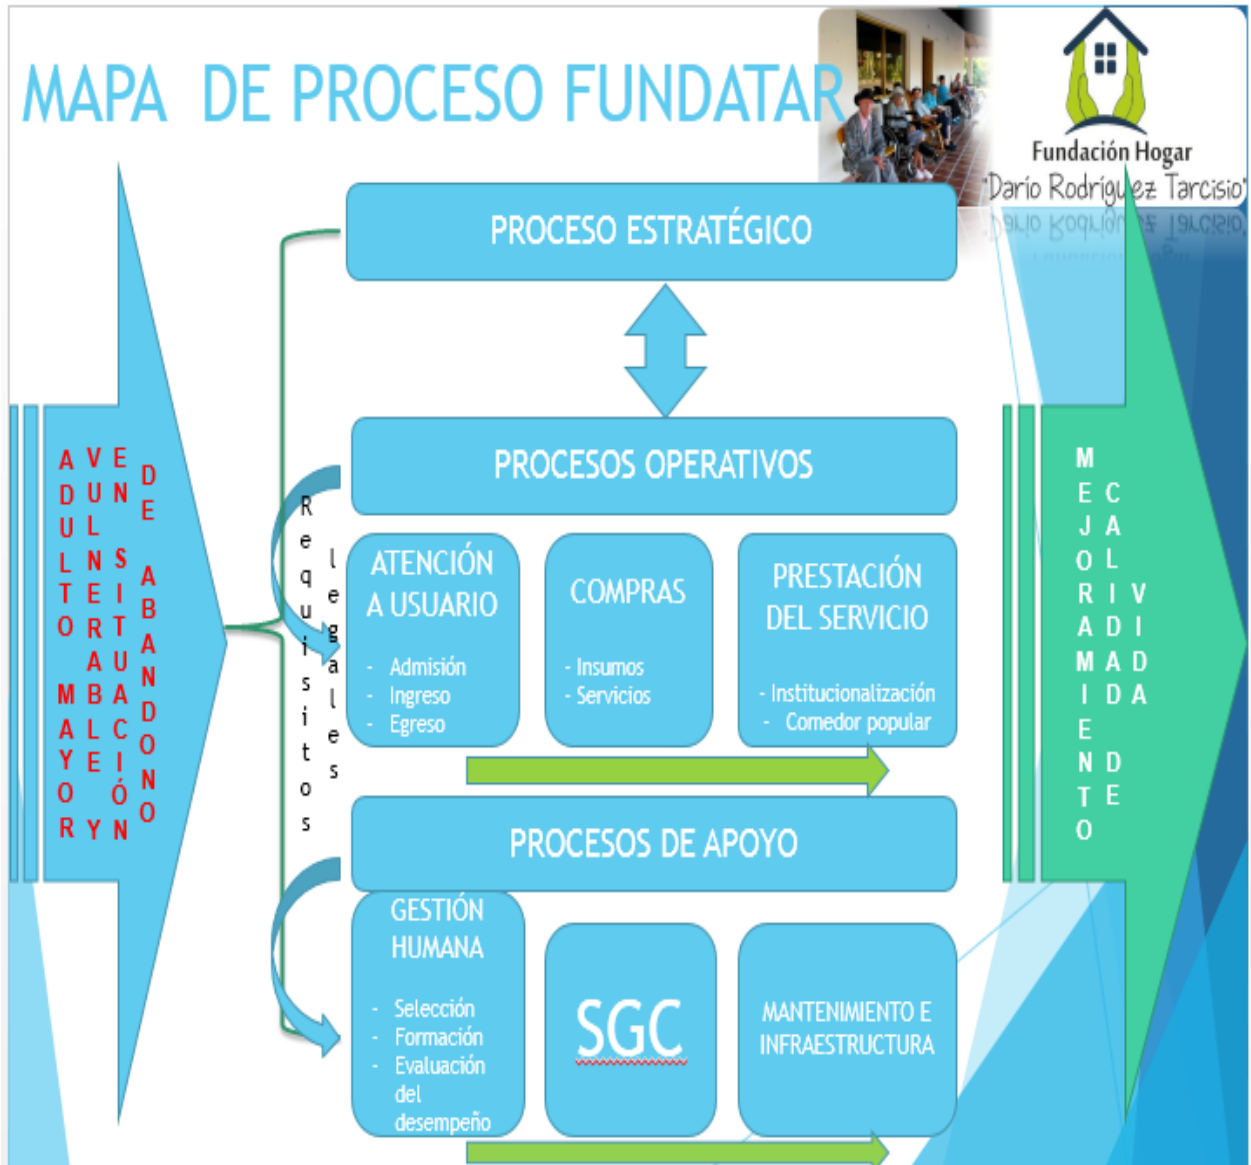 MAPA DE PROCESO FUNDATAR
Fundación Hogar
"Darío Rodríguez Tarcisio"
PROCESO ESTRATÉGICO
ADULTO MAYOR
VULNERABLE Y
EN SITUACIÓN
DE ABANDONO
Requisitos
legales
PROCESOS OPERATIVOS
ATENCIÓN
A USUARIO
- Admisión
- Ingreso
- Egreso
COMPRAS
- Insumos
- Servicios
PRESTACIÓN
DEL SERVICIO
- Institucionalización
- Comedor popular
PROCESOS DE APOYO
GESTIÓN
HUMANA
- Selección
- Formación
- Evaluación
del
desempeño
SGC
MANTENIMIENTO E
INFRAESTRUCTURA
MEJORAMIENTO
CALIDAD DE
VIDA